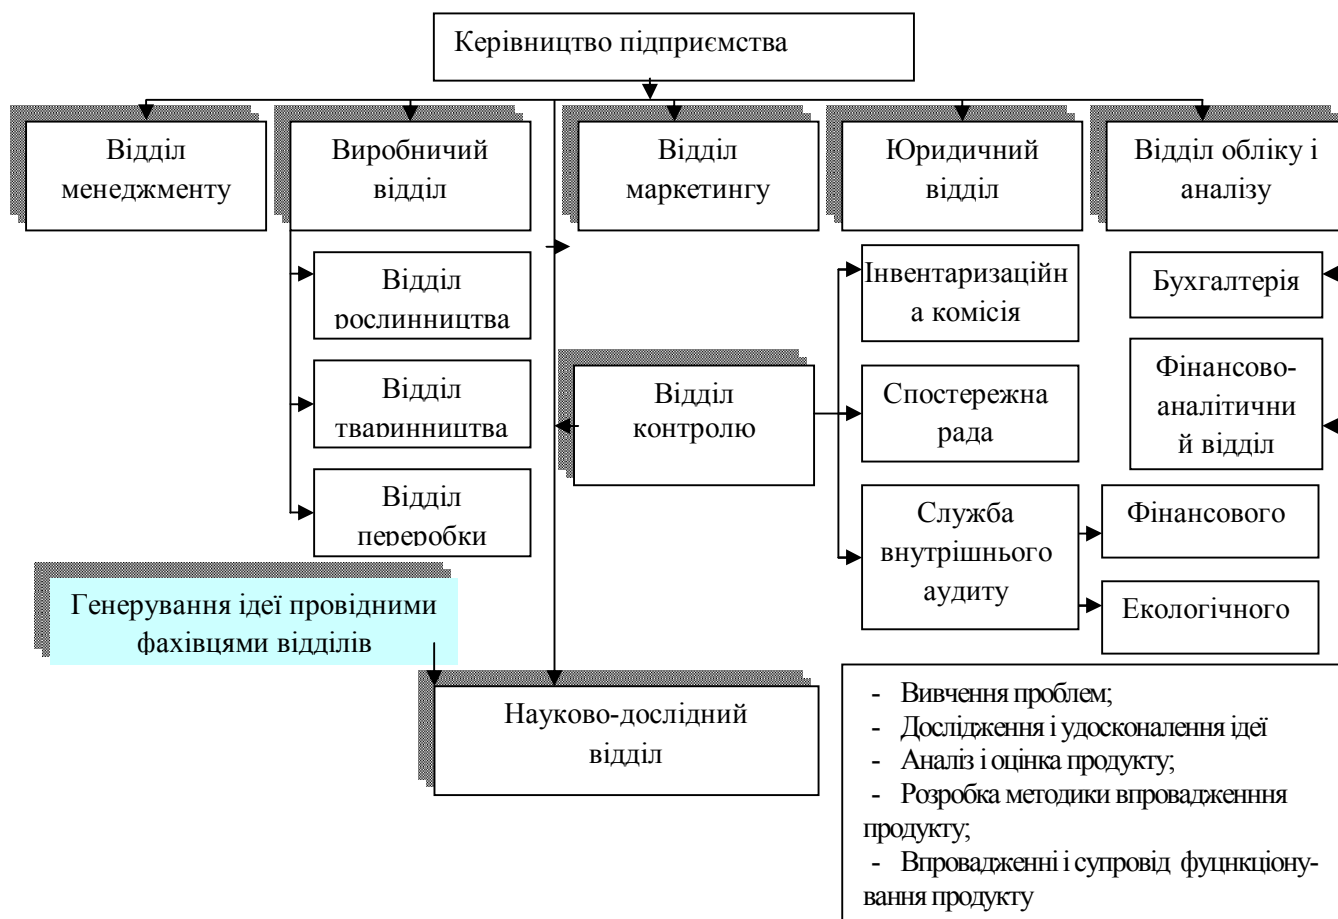 Керівництво підприємства
Відділ
менеджменту
Виробничий
відділ
Відділ
маркетингу
Юридичний
відділ
Відділ обліку і
аналізу
Відділ
рослинництва
Відділ
тваринництва
Відділ
переробки
Відділ
контролю
Інвентаризаційн
а комісія
Спостережна
рада
Служба
внутрішнього
аудиту
Бухгалтерія
Фінансово-
аналітични
й відділ
Фінансового
Екологічного
Генерування ідеї провідними
фахівцями відділів
Науково-дослідний
відділ
- Вивчення проблем;
- Дослідження і удосконалення ідеї
- Аналіз і оцінка продукту;
- Розробка методики впровадженння
продукту;
- Впровадженні і супровід фуцнкціону-
вання продукту